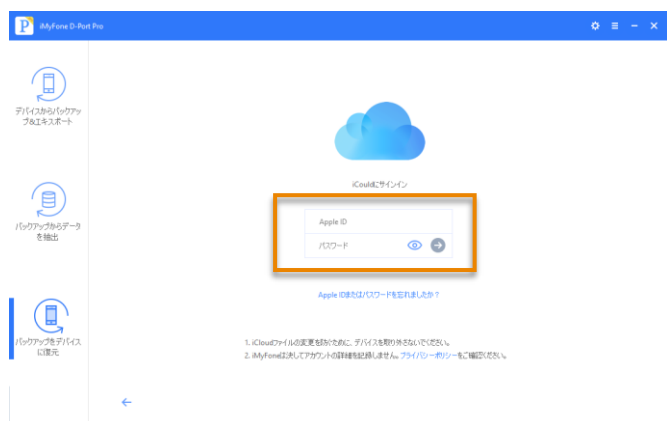 iMyFone D-Port Pro
デバイスからバックアッ
プ&エキスポート
バックアップからデータ
を抽出
バックアップをデバイス
に復元
iCouldにサインイン
Apple ID
パスワード
Apple IDまたはパスワードを忘れましたか？
1. iCloudファイルの変更を防ぐために、デバイスを取り外さないでください。
2. iMyFoneは決してアカウントの詳細を記録しません。プライバシーポリシーをご確認ください。